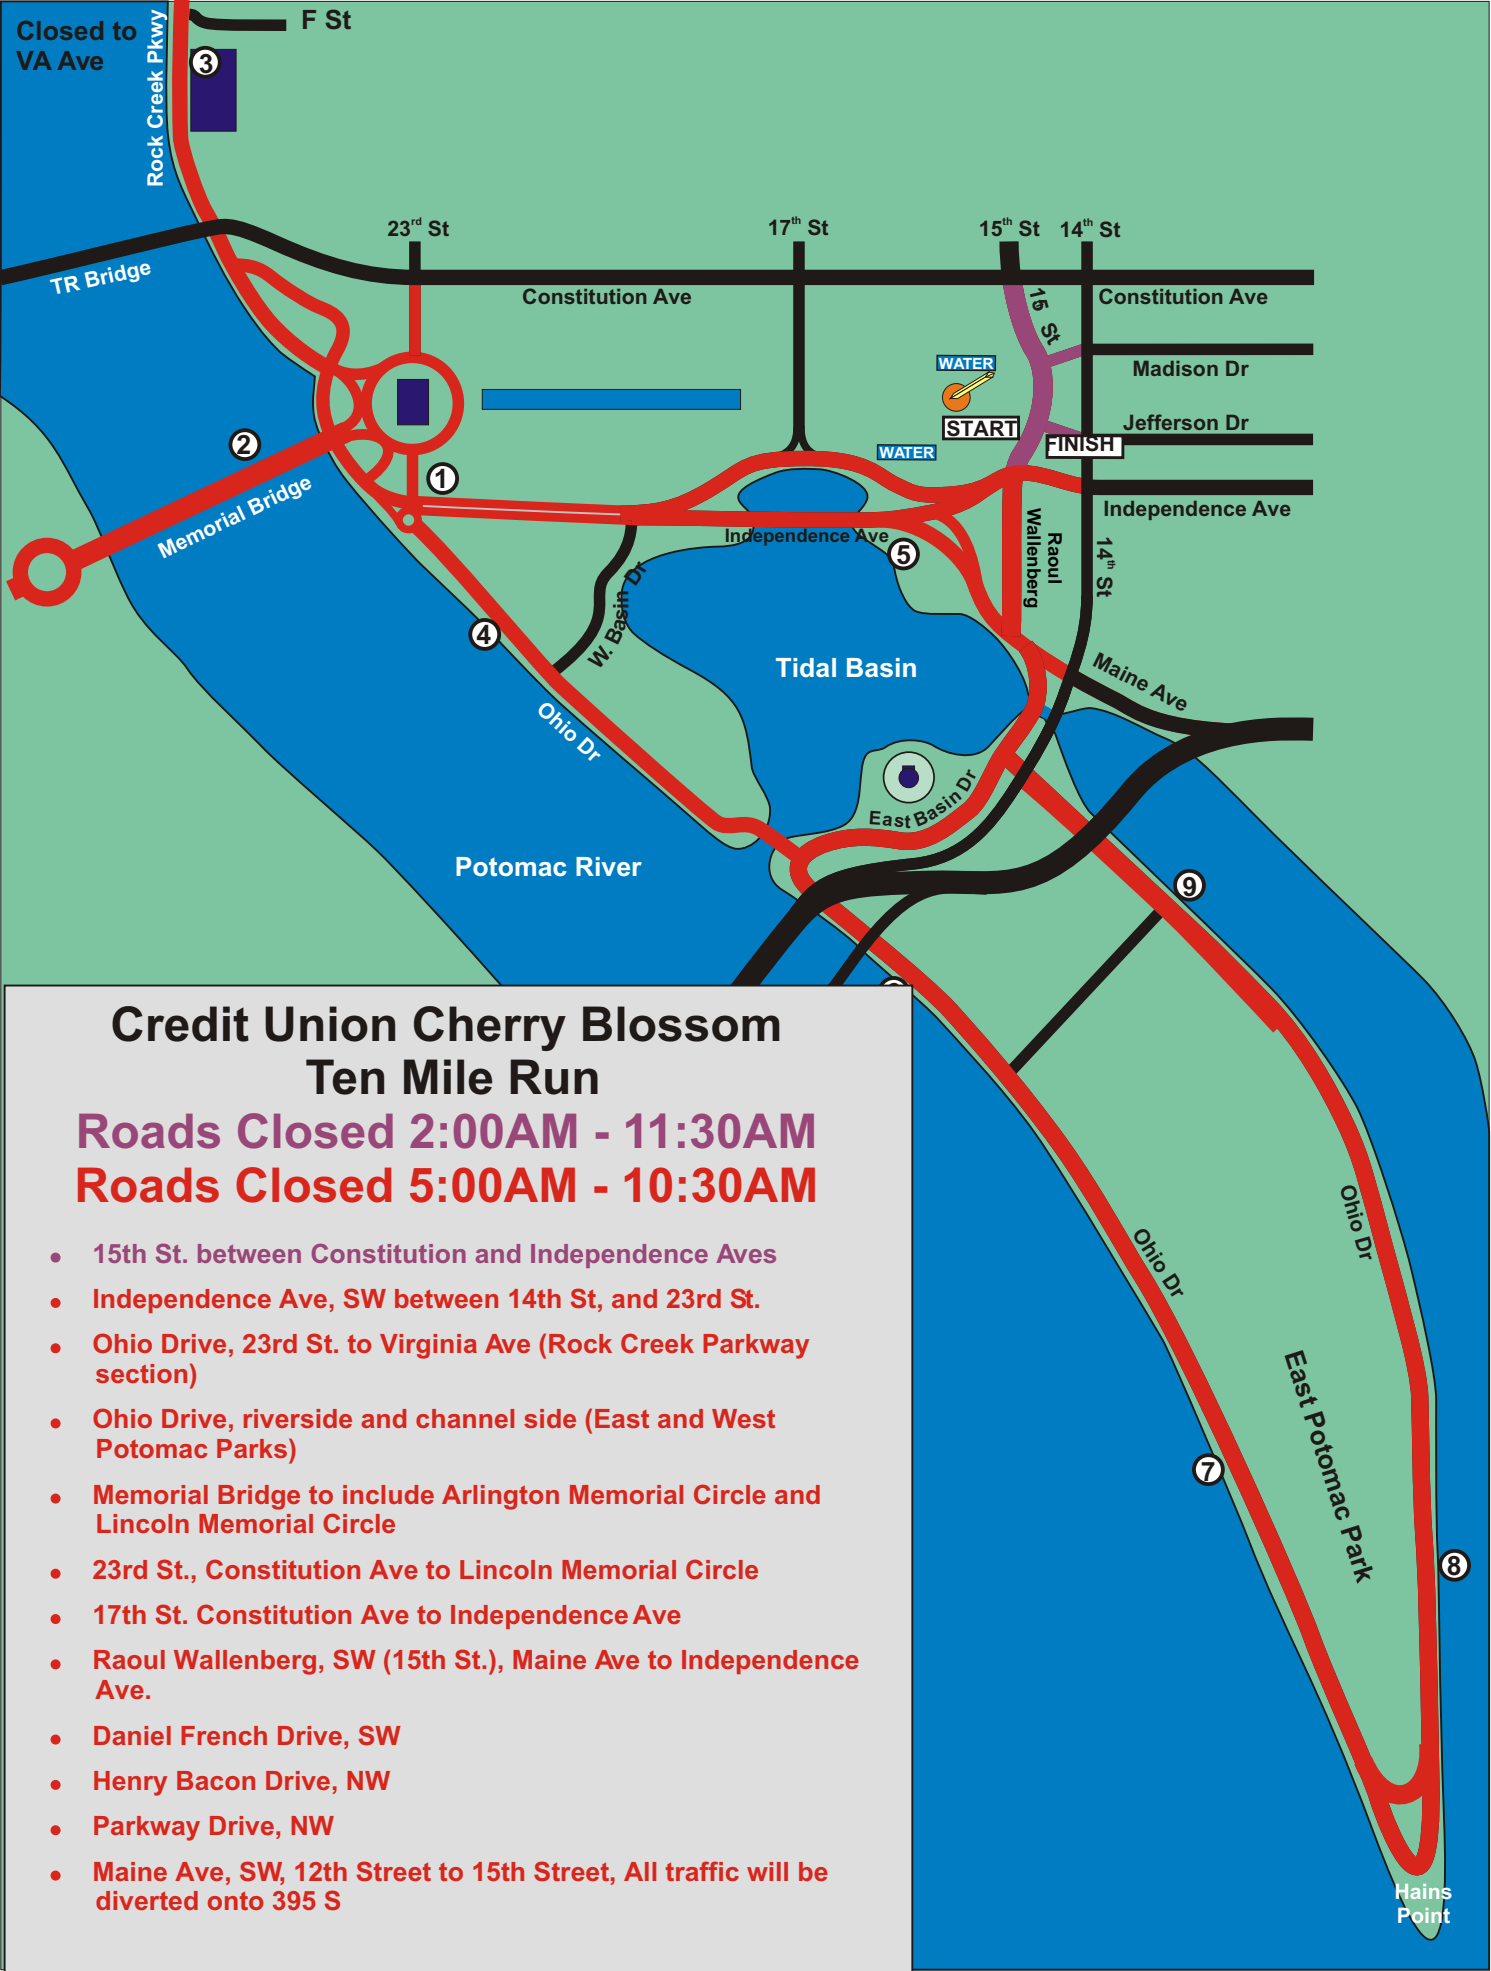 Closed to
VA Ave
Rock Creek Pkwy
F St
3
TR Bridge
23rd St
17th St
15th St
14th St
Constitution Ave
15 St
Constitution Ave
WATER
Madison Dr
START
Jefferson Dr
FINISH
WATER
2
1
Memorial Bridge
Independence Ave
Independence Ave
5
Raoul
Wallenberg
14th St
4
W. Basin Dr
Tidal Basin
Maine Ave
Ohio Dr
East Basin Dr
Potomac River
9
Credit Union Cherry Blossom
Ten Mile Run
Roads Closed 2:00AM - 11:30AM
Roads Closed 5:00AM - 10:30AM
• 15th St. between Constitution and Independence Aves
• Independence Ave, SW between 14th St, and 23rd St.
• Ohio Drive, 23rd St. to Virginia Ave (Rock Creek Parkway
section)
• Ohio Drive, riverside and channel side (East and West
Potomac Parks)
• Memorial Bridge to include Arlington Memorial Circle and
Lincoln Memorial Circle
• 23rd St., Constitution Ave to Lincoln Memorial Circle
• 17th St. Constitution Ave to Independence Ave
• Raoul Wallenberg, SW (15th St.), Maine Ave to Independence
Ave.
• Daniel French Drive, SW
• Henry Bacon Drive, NW
• Parkway Drive, NW
• Maine Ave, SW, 12th Street to 15th Street, All traffic will be
diverted onto 395 S
Ohio Dr
Ohio Dr
East Potomac Park
7
8
Hains
Point